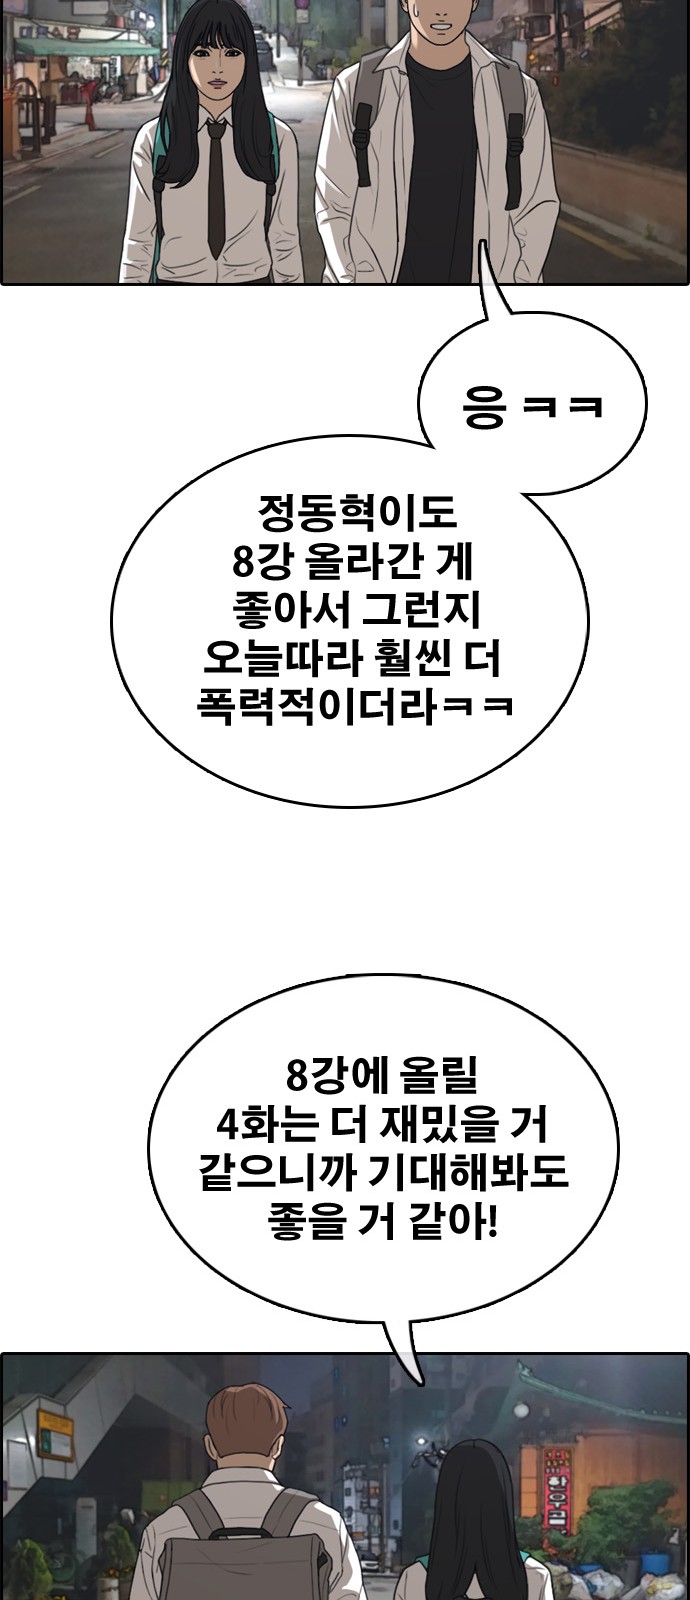 응 ㅋㅋ
정동혁이도
8강 올라간 게
좋아서 그런지
오늘따라 훨씬 더
폭력적이더라ㅋㅋ
8강에 올릴
4화는 더 재밌을 거
같으니까 기대해봐도
좋을 거 같아!